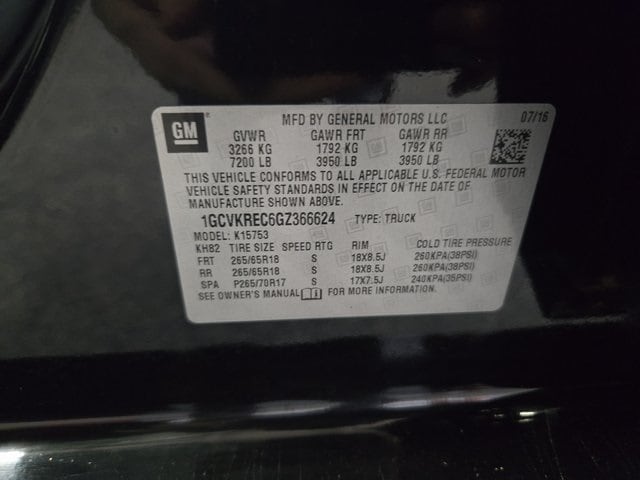 GM
MFD BY GENERAL MOTORS LLC 07/16
GVWR GAWR FRT GAWR RR
3266 KG 1792 KG 1792 KG
7200 LB 3950 LB 3950 LB
THIS VEHICLE CONFORMS TO ALL APPLICABLE U.S. FEDERAL MOTOR
VEHICLE SAFETY STANDARDS IN EFFECT ON THE DATE OF
MANUFACTURE SHOWN ABOVE.
1GCVKREC6GZ366624 TYPE: TRUCK
MODEL: K15753
KH82 TIRE SIZE SPEED RTG RIM COLD TIRE PRESSURE
FRT 265/65R18 S 18X8.5J 260KPA(38PSI)
RR 265/65R18 S 18X8.5J 260KPA(38PSI)
SPA P265/70R17 S 17X7.5J 240KPA(35PSI)
SEE OWNER'S MANUAL FOR MORE INFORMATION.